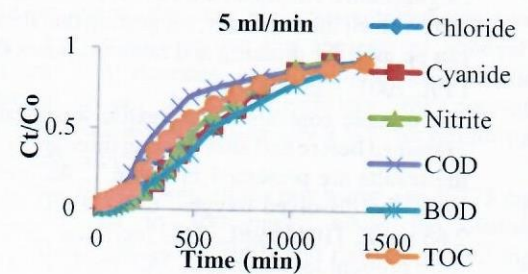 5 ml/min
Ct/Co
1
0.5
0
0
500
1000
1500
Time (min)
Chloride
Cyanide
Nitrite
COD
BOD
TOC